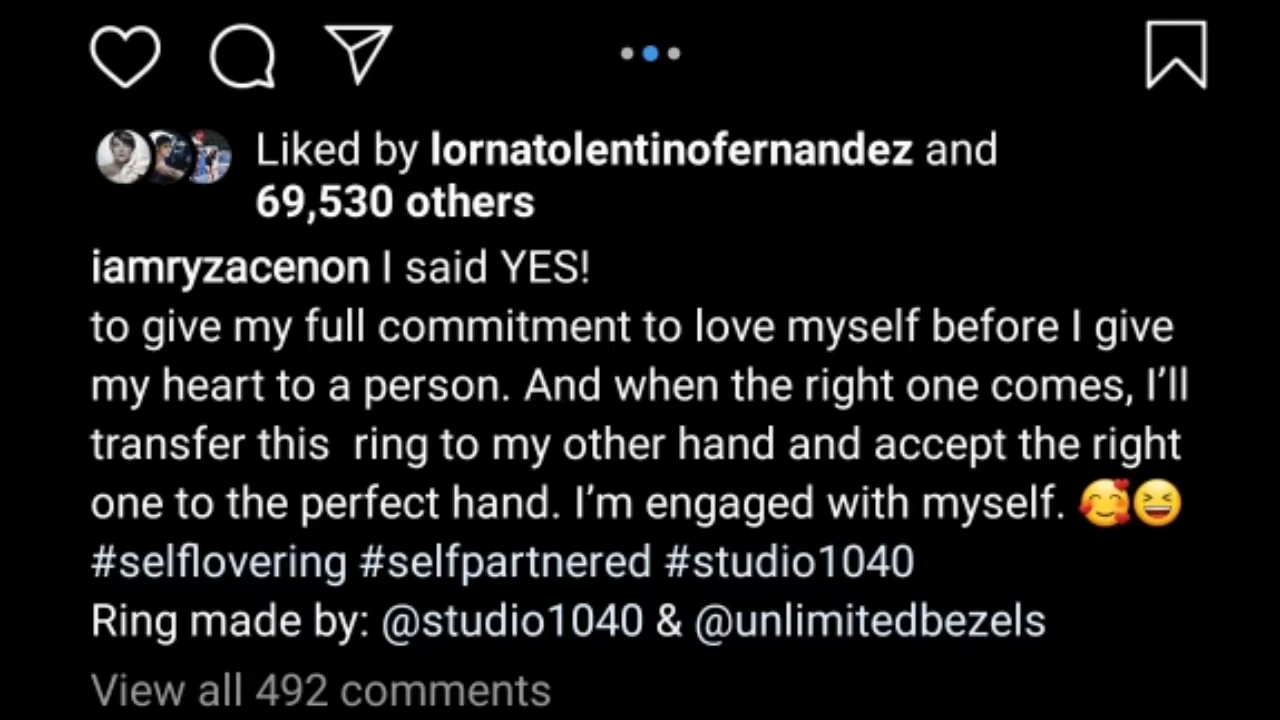 Liked by lornatolentinofernandez and
69,530 others
iamryzacenon I said YES!
to give my full commitment to love myself before I give
my heart to a person. And when the right one comes, I’ll
transfer this  ring to my other hand and accept the right
one to the perfect hand. I’m engaged with myself. 🥰😆
#selflovering #selfpartnered #studio1040
Ring made by: @studio1040 & @unlimitedbezels
View all 492 comments